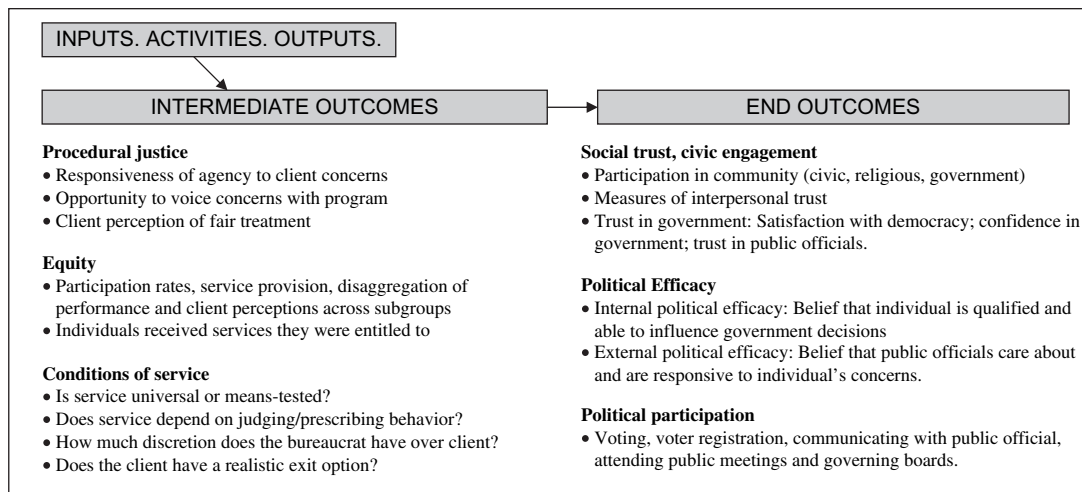 INPUTS. ACTIVITIES. OUTPUTS.
INTERMEDIATE OUTCOMES
Procedural justice
• Responsiveness of agency to client concerns
• Opportunity to voice concerns with program
• Client perception of fair treatment
Equity
• Participation rates, service provision, disaggregation of
performance and client perceptions across subgroups
• Individuals received services they were entitled to
Conditions of service
• Is service universal or means-tested?
• Does service depend on judging/prescribing behavior?
• How much discretion does the bureaucrat have over client?
• Does the client have a realistic exit option?
END OUTCOMES
Social trust, civic engagement
• Participation in community (civic, religious, government)
• Measures of interpersonal trust
• Trust in government: Satisfaction with democracy; confidence in
government; trust in public officials.
Political Efficacy
• Internal political efficacy: Belief that individual is qualified and
able to influence government decisions
• External political efficacy: Belief that public officials care about
and are responsive to individual’s concerns.
Political participation
• Voting, voter registration, communicating with public official,
attending public meetings and governing boards.